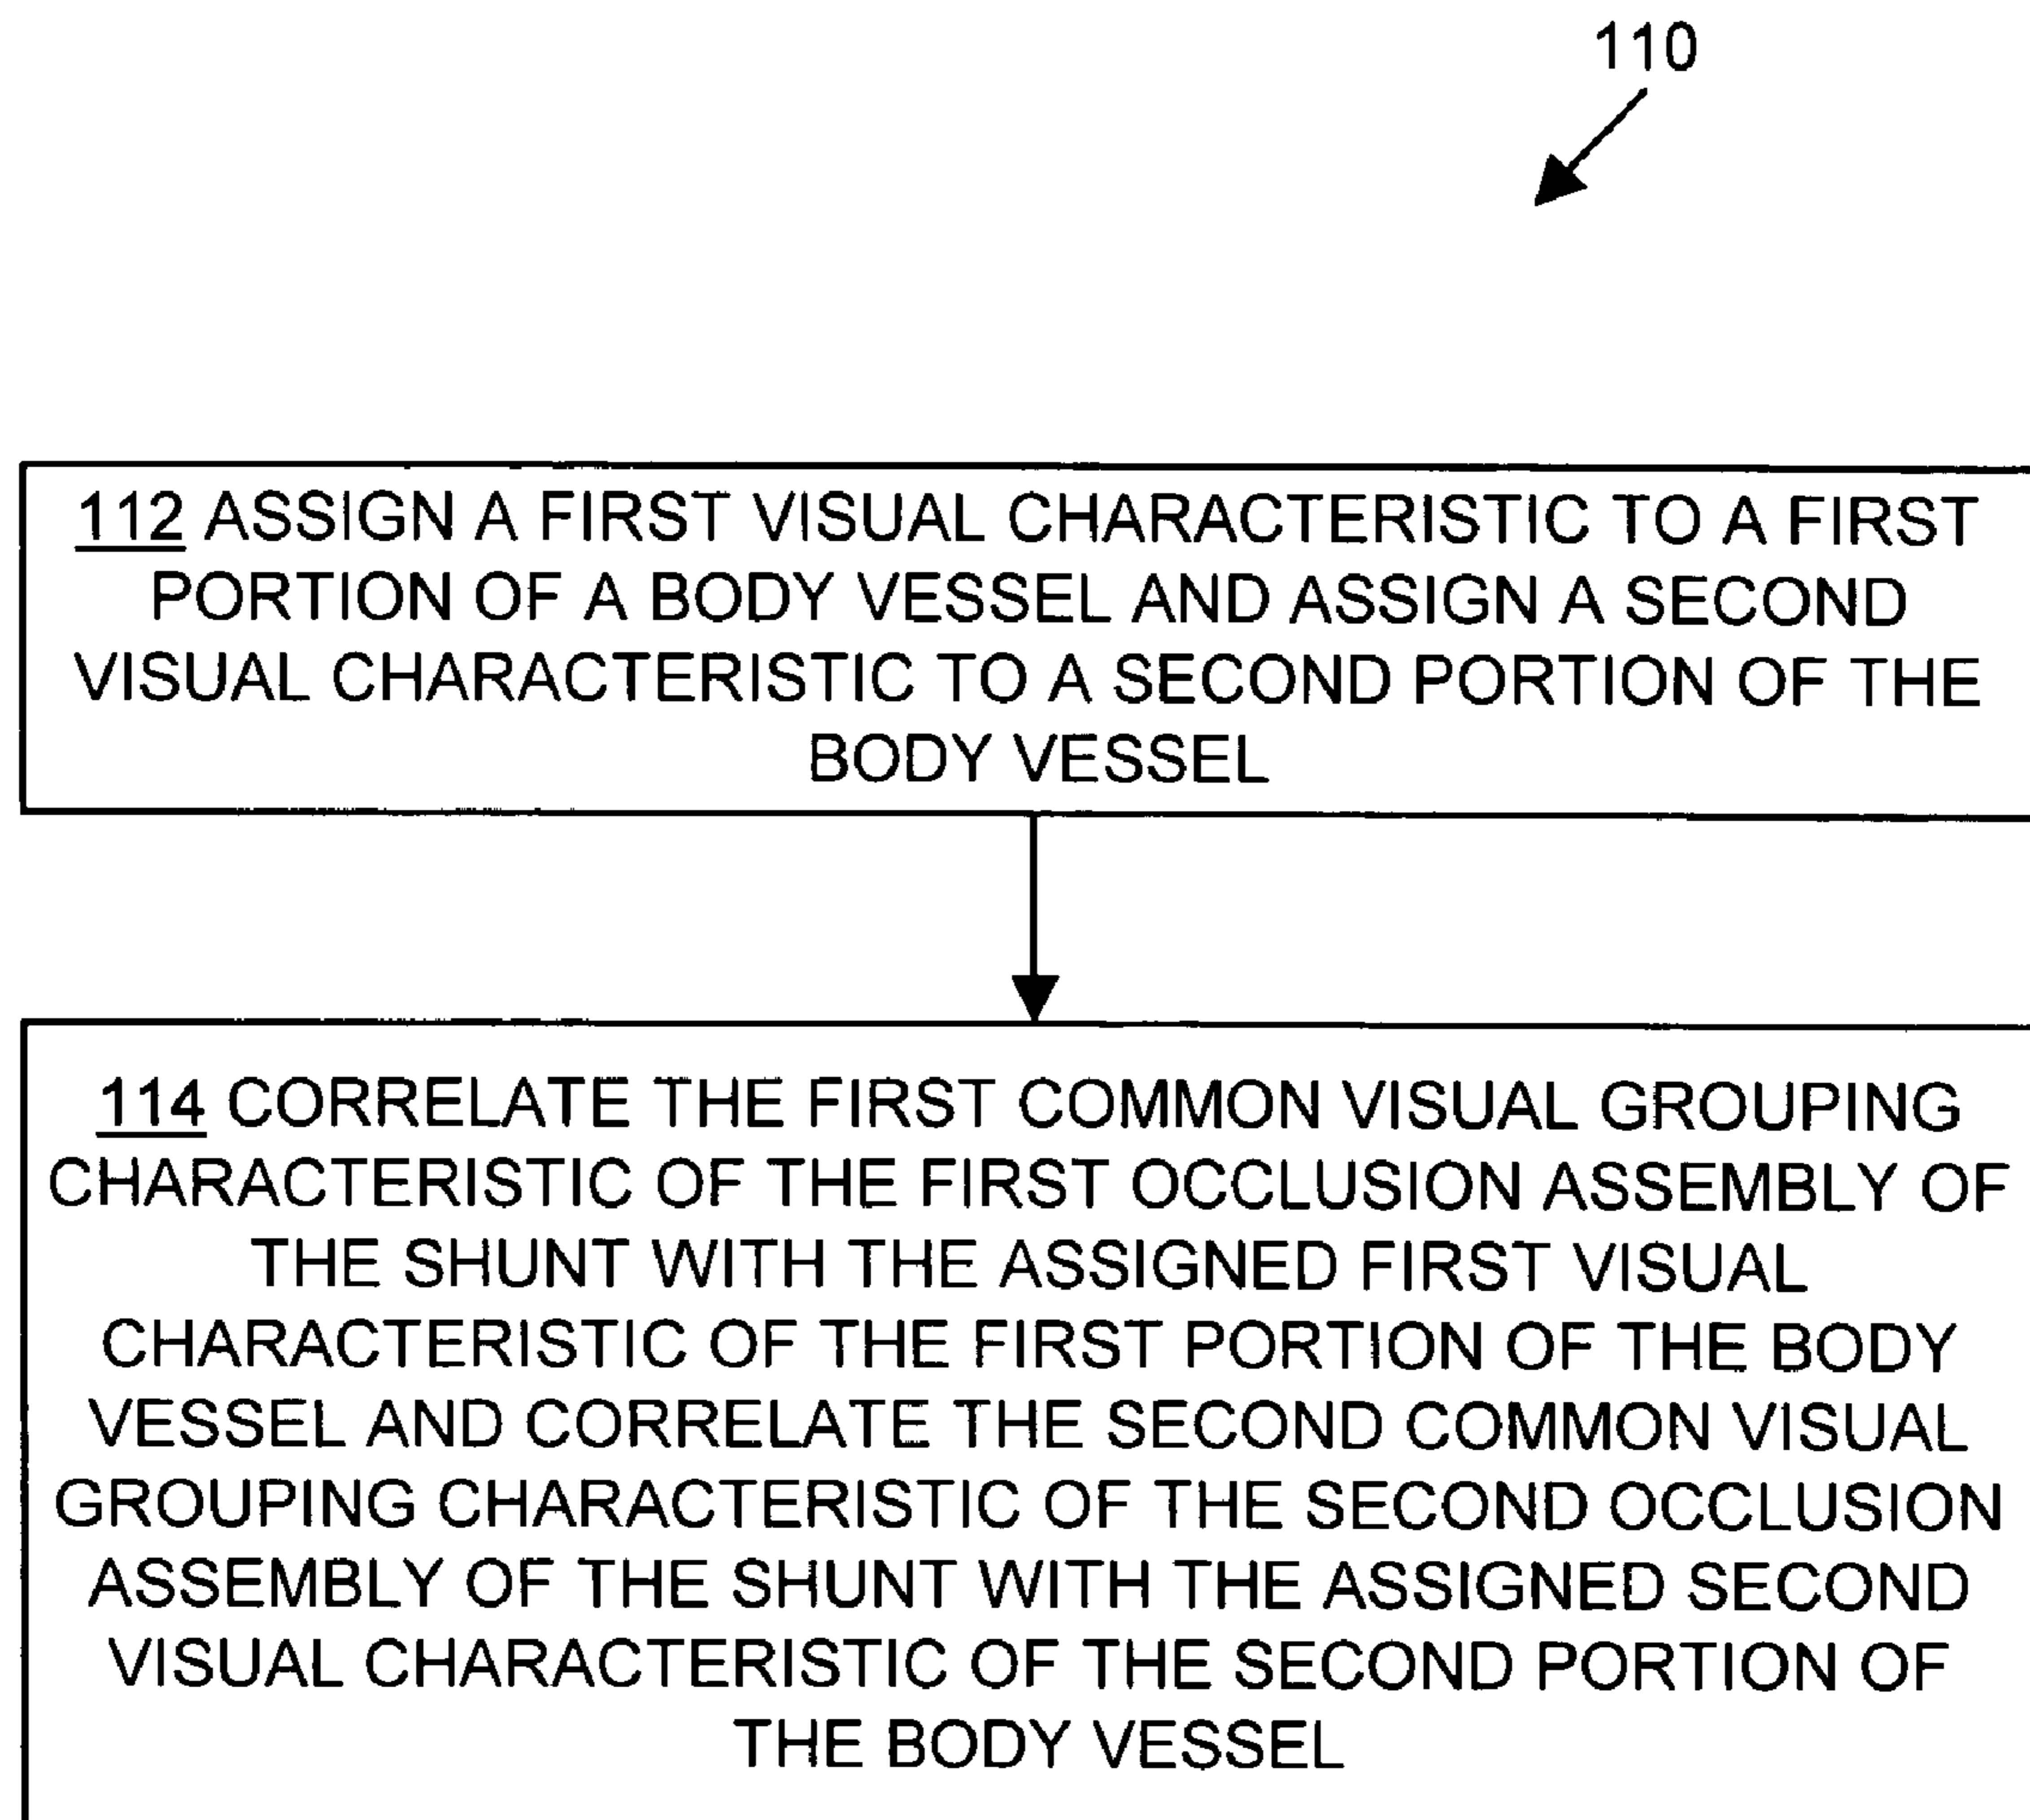 110
112 ASSIGN A FIRST VISUAL CHARACTERISTIC TO A FIRST
PORTION OF A BODY VESSEL AND ASSIGN A SECOND
VISUAL CHARACTERISTIC TO A SECOND PORTION OF THE
BODY VESSEL
114 CORRELATE THE FIRST COMMON VISUAL GROUPING
CHARACTERISTIC OF THE FIRST OCCLUSION ASSEMBLY OF
THE SHUNT WITH THE ASSIGNED FIRST VISUAL
CHARACTERISTIC OF THE FIRST PORTION OF THE BODY
VESSEL AND CORRELATE THE SECOND COMMON VISUAL
GROUPING CHARACTERISTIC OF THE SECOND OCCLUSION
ASSEMBLY OF THE SHUNT WITH THE ASSIGNED SECOND
VISUAL CHARACTERISTIC OF THE SECOND PORTION OF
THE BODY VESSEL